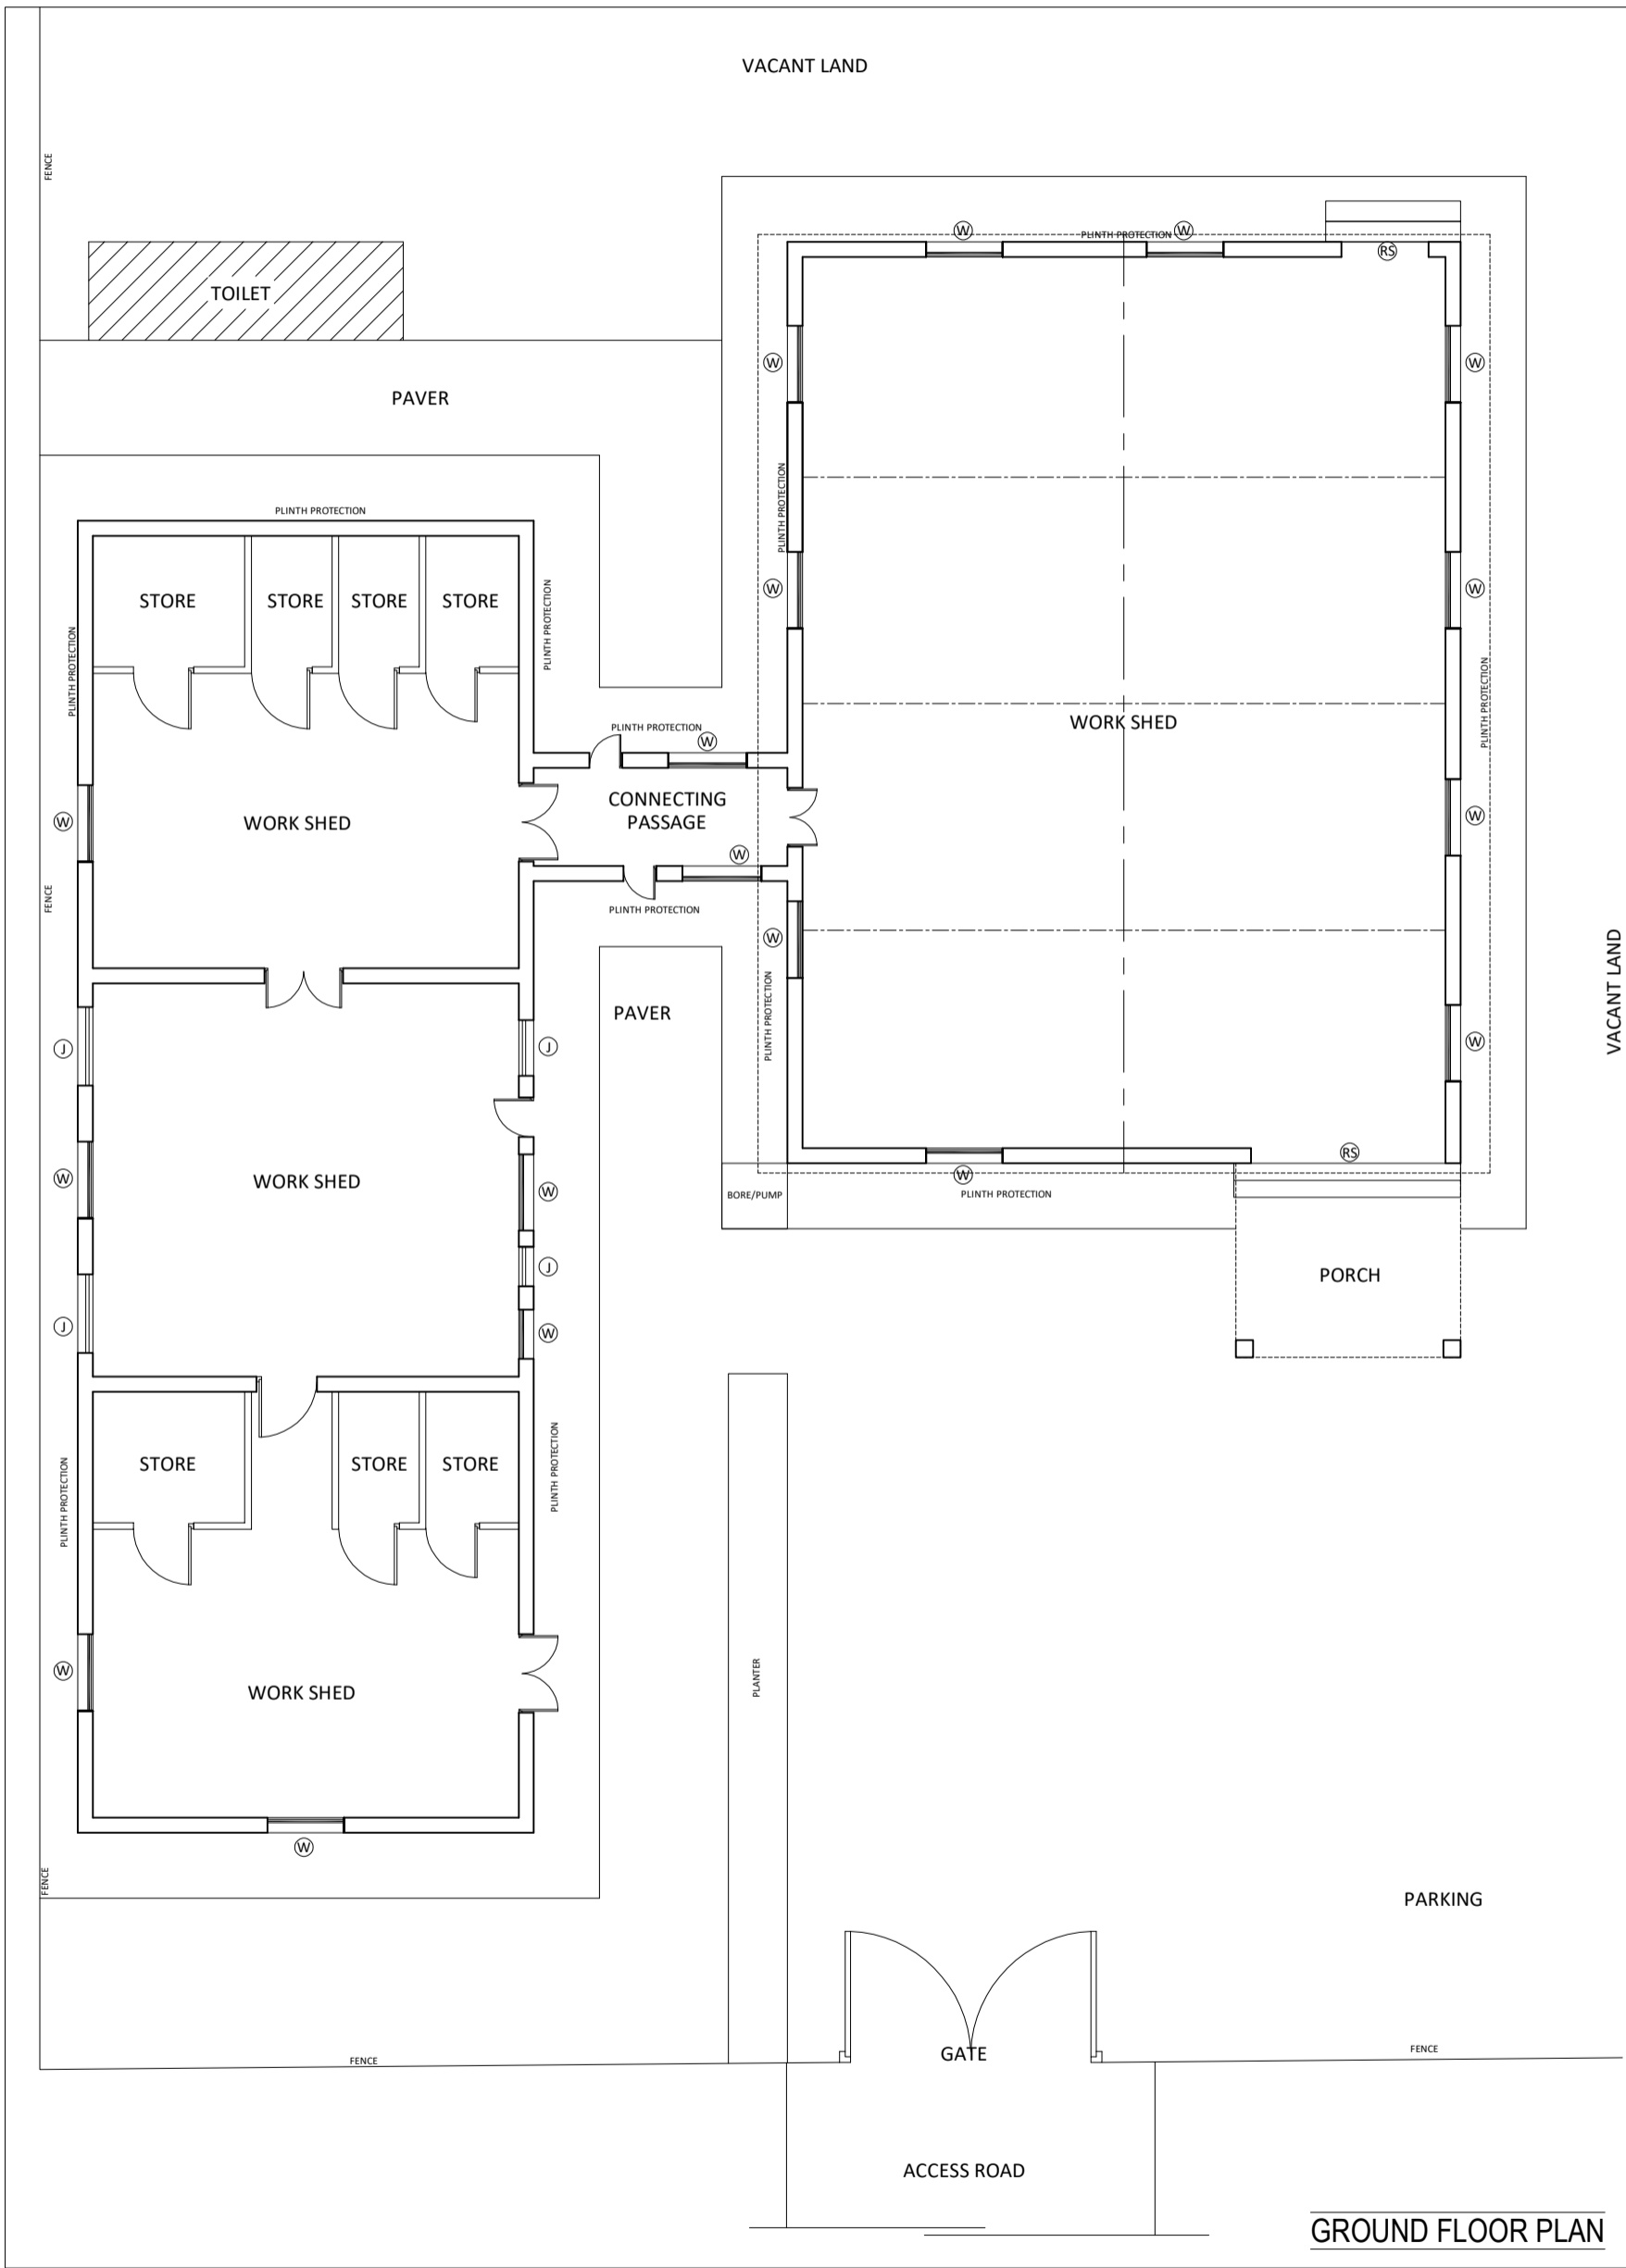 VACANT LAND
FENCE
W
W
PLINTH PROTECTION
RS
TOILET
W
W
PAVER
PLINTH PROTECTION
PLINTH PROTECTION
STORE
STORE
STORE
STORE
PLINTH PROTECTION
PLINTH PROTECTION
W
W
PLINTH PROTECTION
PLINTH PROTECTION
W
WORK SHED
CONNECTING
PASSAGE
W
WORK SHED
W
W
FENCE
PLINTH PROTECTION
W
VACANT LAND
PAVER
PLINTH PROTECTION
J
J
W
WORK SHED
W
W
RS
W
BORE/PUMP
PLINTH PROTECTION
J
PORCH
J
W
STORE
STORE
STORE
PLINTH PROTECTION
PLINTH PROTECTION
W
WORK SHED
PLANTER
W
FENCE
PARKING
GATE
FENCE
FENCE
ACCESS ROAD
GROUND FLOOR PLAN